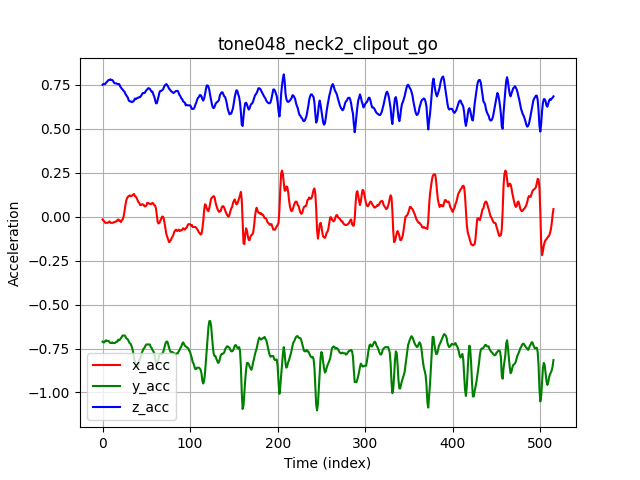 tone048_neck2_clipout_go
Acceleration
0.75
0.50
0.25
0.00
−0.25
−0.50
−0.75
−1.00
x_acc
y_acc
z_acc
0 100 200 300 400 500
Time (index)